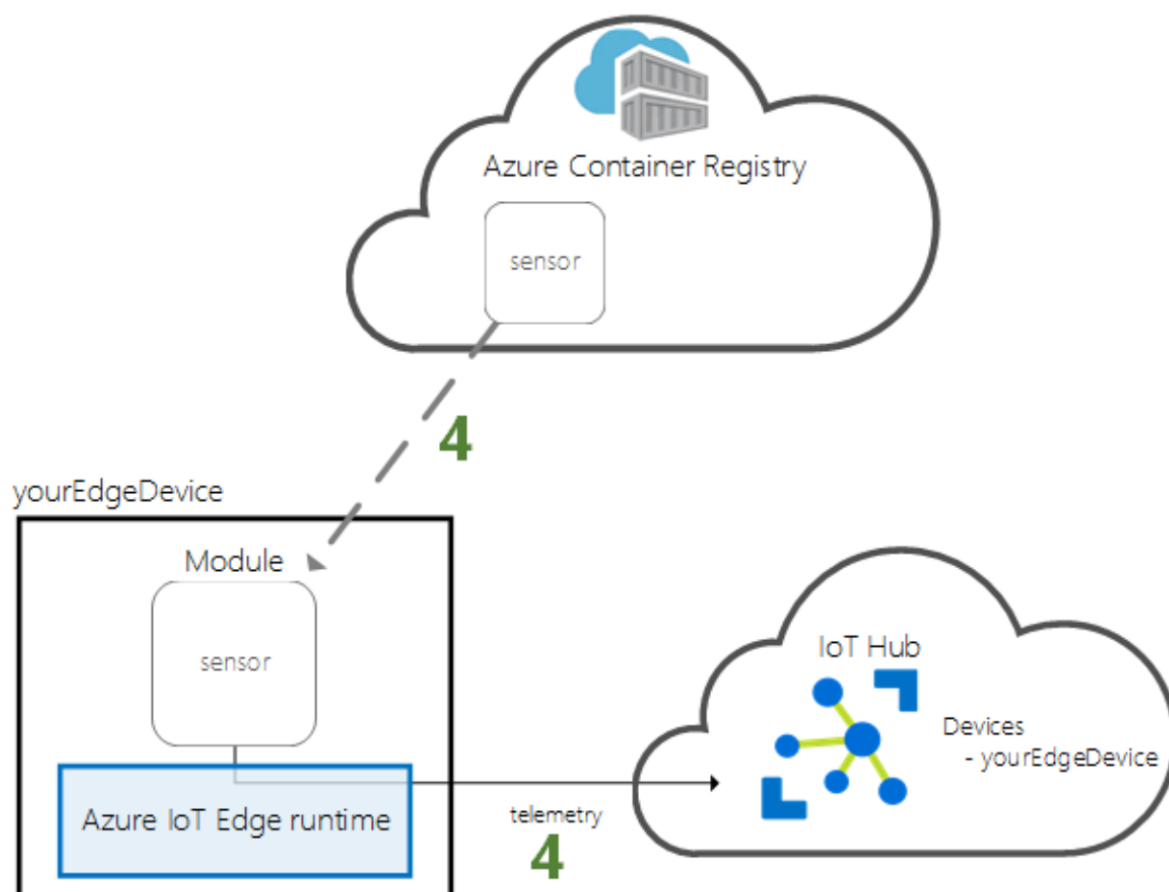 Azure Container Registry
sensor
4
yourEdgeDevice
Module
sensor
Azure IoT Edge runtime
telemetry
4
IoT Hub
Devices
- yourEdgeDevice